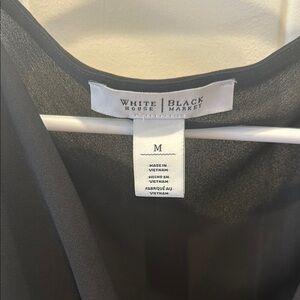 WHITE HOUSE | BLACK MARKET
M
MADE IN
VIETNAM
HECHO EN
VIETNAM
FABRIQUÉ AU
VIETNAM